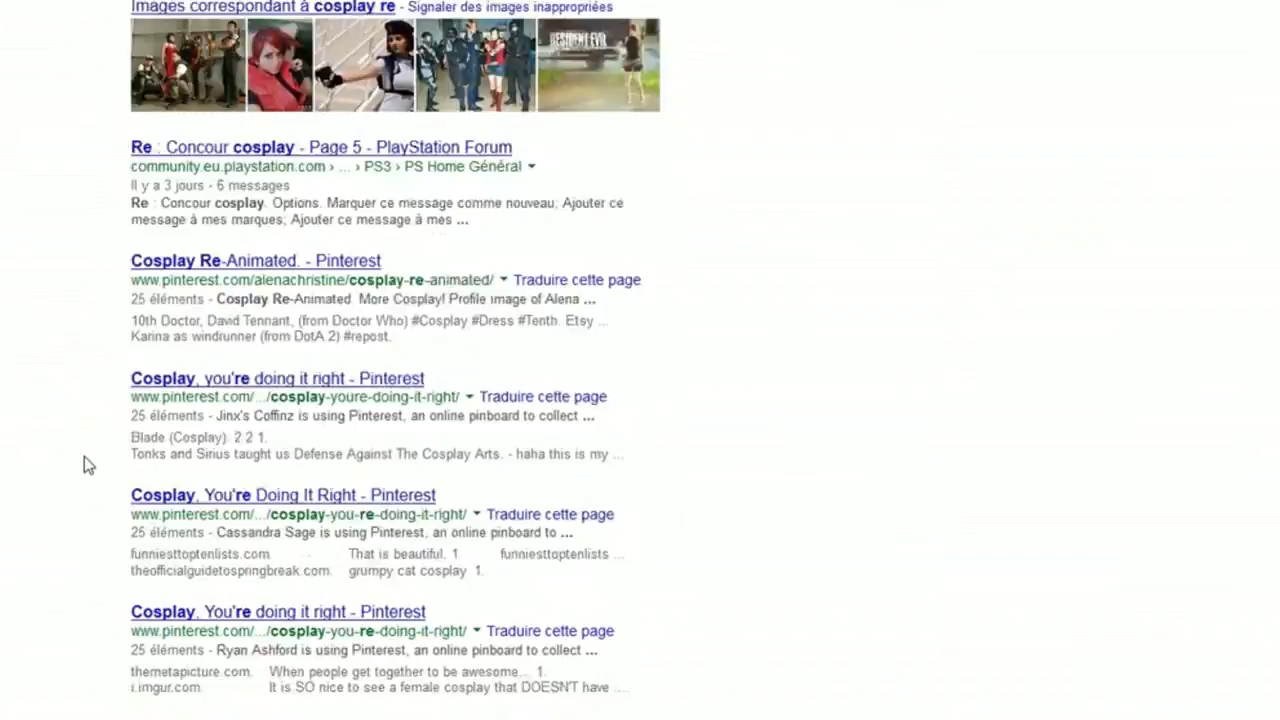 Images correspondant à cosplay re - Signaler des images inappropriées
RESIDENT EVIL
Re : Concour cosplay - Page 5 - PlayStation Forum
community.eu.playstation.com › ... › PS3 › PS Home Général
Il y a 3 jours - 6 messages
Re : Concour cosplay. Options. Marquer ce message comme nouveau; Ajouter ce
message à mes marques; Ajouter ce message à mes ...
Cosplay Re-Animated. - Pinterest
www.pinterest.com/alenachristine/cosplay-re-animated/ Traduire cette page
25 éléments - Cosplay Re-Animated. More Cosplay! Profile image of Alena ...
10th Doctor, David Tennant, (from Doctor Who) #Cosplay #Dress #Tenth. Etsy ...
Karina as windrunner (from DotA 2) #repost.
Cosplay, you're doing it right - Pinterest
www.pinterest.com/.../cosplay-youre-doing-it-right/ Traduire cette page
25 éléments - Jinx's Coffinz is using Pinterest, an online pinboard to collect ...
Blade (Cosplay). 2 2 1.
Tonks and Sirius taught us Defense Against The Cosplay Arts. - haha this is my ...
Cosplay, You're Doing It Right - Pinterest
www.pinterest.com/.../cosplay-you-re-doing-it-right/ Traduire cette page
25 éléments - Cassandra Sage is using Pinterest, an online pinboard to ...
funniesttoptenlists.com. That is beautiful. 1. funniesttoptenlists ...
theofficialguidetospringbreak.com. grumpy cat cosplay 1.
Cosplay, You're doing it right - Pinterest
www.pinterest.com/.../cosplay-you-re-doing-it-right/ Traduire cette page
25 éléments - Ryan Ashford is using Pinterest, an online pinboard to collect ...
themetapicture.com. When people get together to be awesome... 1.
i.imgur.com. It is SO nice to see a female cosplay that DOESN'T have ...